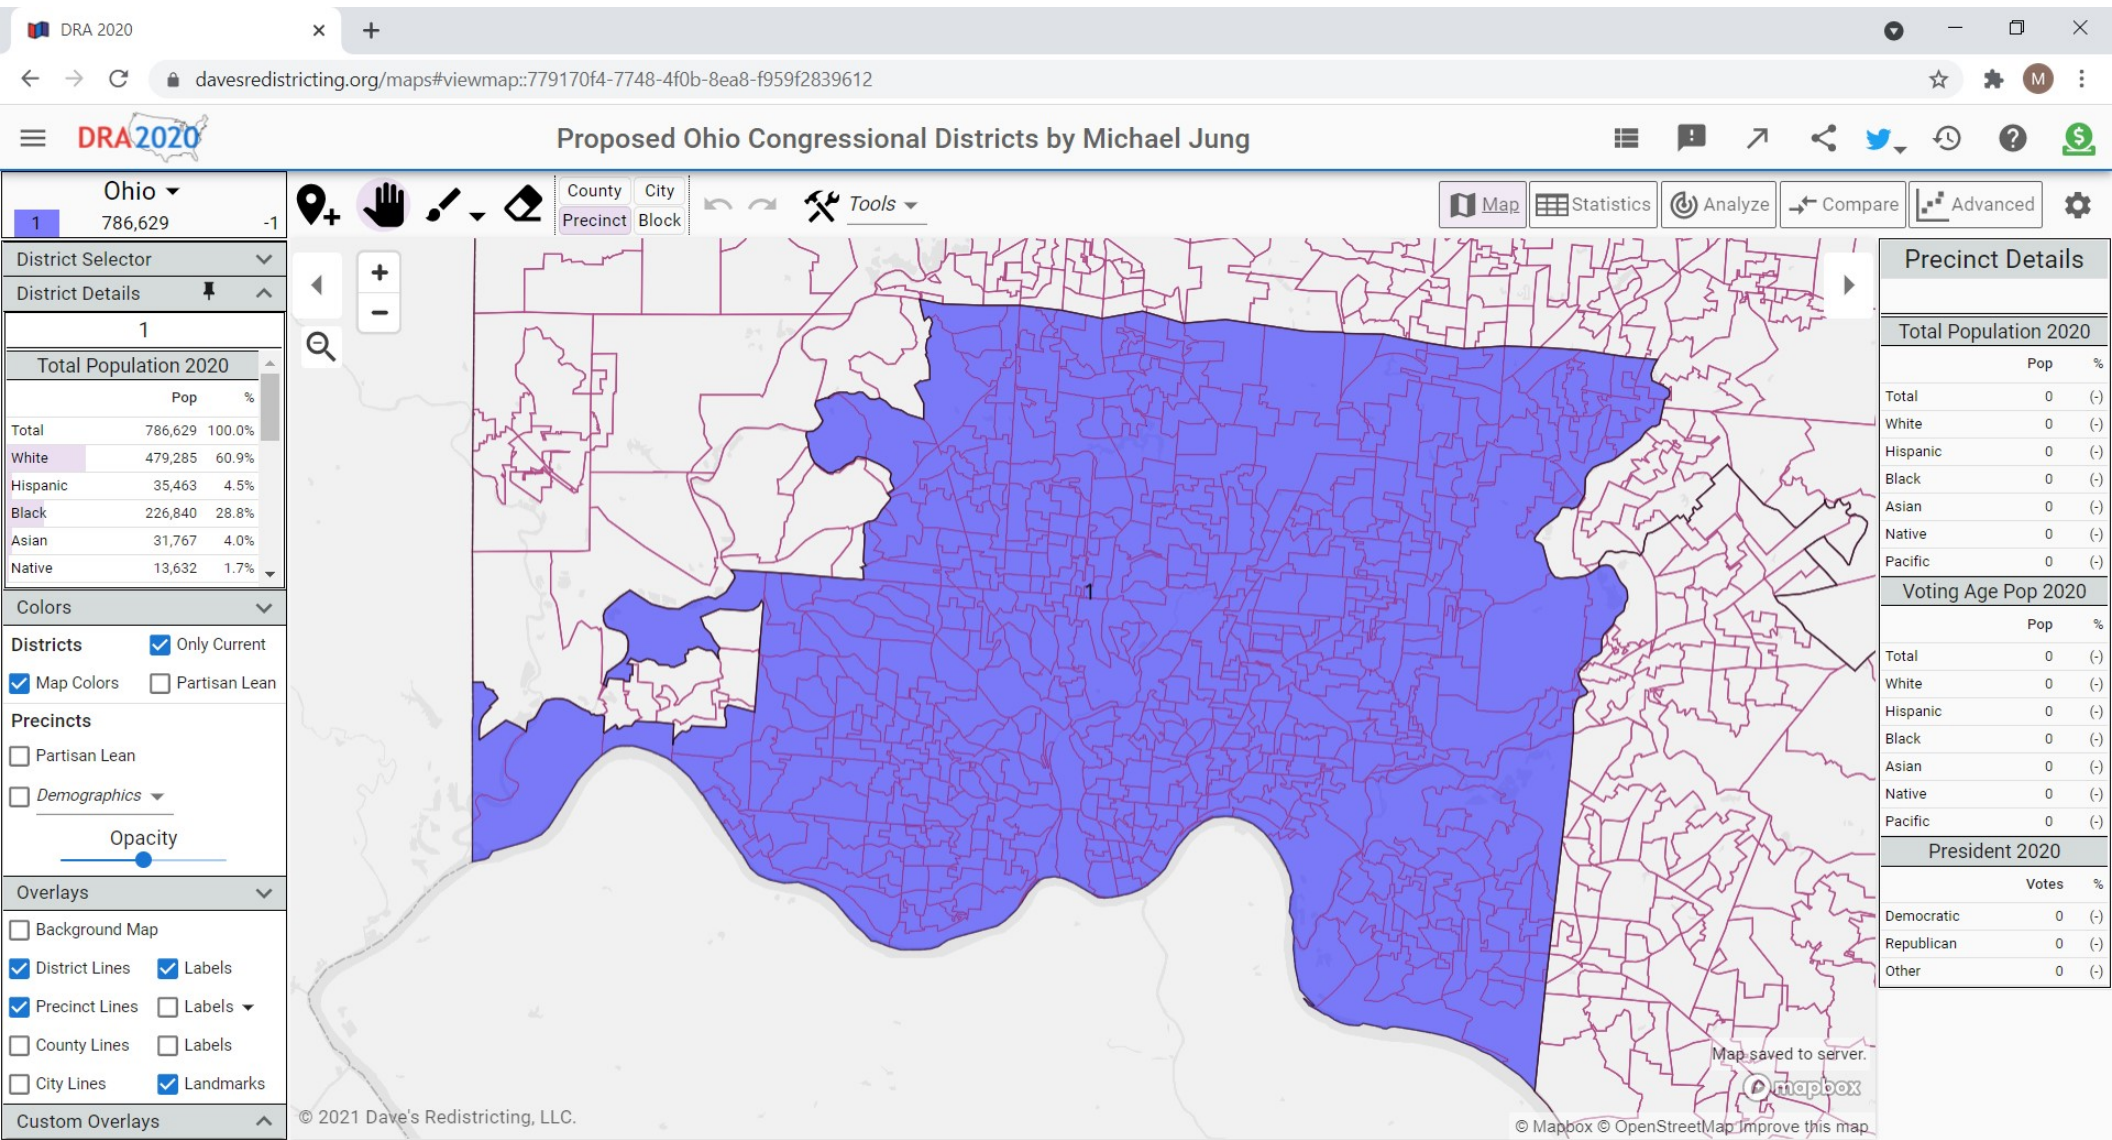 DRA 2020
davesredistricting.org/maps#viewmap::779170f4-7748-4f0b-8ea8-f959f2839612
M
DRA2020
Proposed Ohio Congressional Districts by Michael Jung
Ohio
1 786,629 -1
County City
Precinct Block
Tools
Map Statistics Analyze Compare Advanced
District Selector
District Details
1
Total Population 2020
Pop %
Total 786,629 100.0%
White 479,285 60.9%
Hispanic 35,463 4.5%
Black 226,840 28.8%
Asian 31,767 4.0%
Native 13,632 1.7%
Colors
Districts Only Current
Map Colors Partisan Lean
Precincts
Partisan Lean
Demographics
Opacity
Overlays
Background Map
District Lines Labels
Precinct Lines Labels
County Lines Labels
City Lines Landmarks
Custom Overlays
1
Map saved to server.
mapbox
© 2021 Dave's Redistricting, LLC.
© Mapbox © OpenStreetMap Improve this map
Precinct Details
Total Population 2020
Pop %
Total 0 (-)
White 0 (-)
Hispanic 0 (-)
Black 0 (-)
Asian 0 (-)
Native 0 (-)
Pacific 0 (-)
Voting Age Pop 2020
Pop %
Total 0 (-)
White 0 (-)
Hispanic 0 (-)
Black 0 (-)
Asian 0 (-)
Native 0 (-)
Pacific 0 (-)
President 2020
Votes %
Democratic 0 (-)
Republican 0 (-)
Other 0 (-)